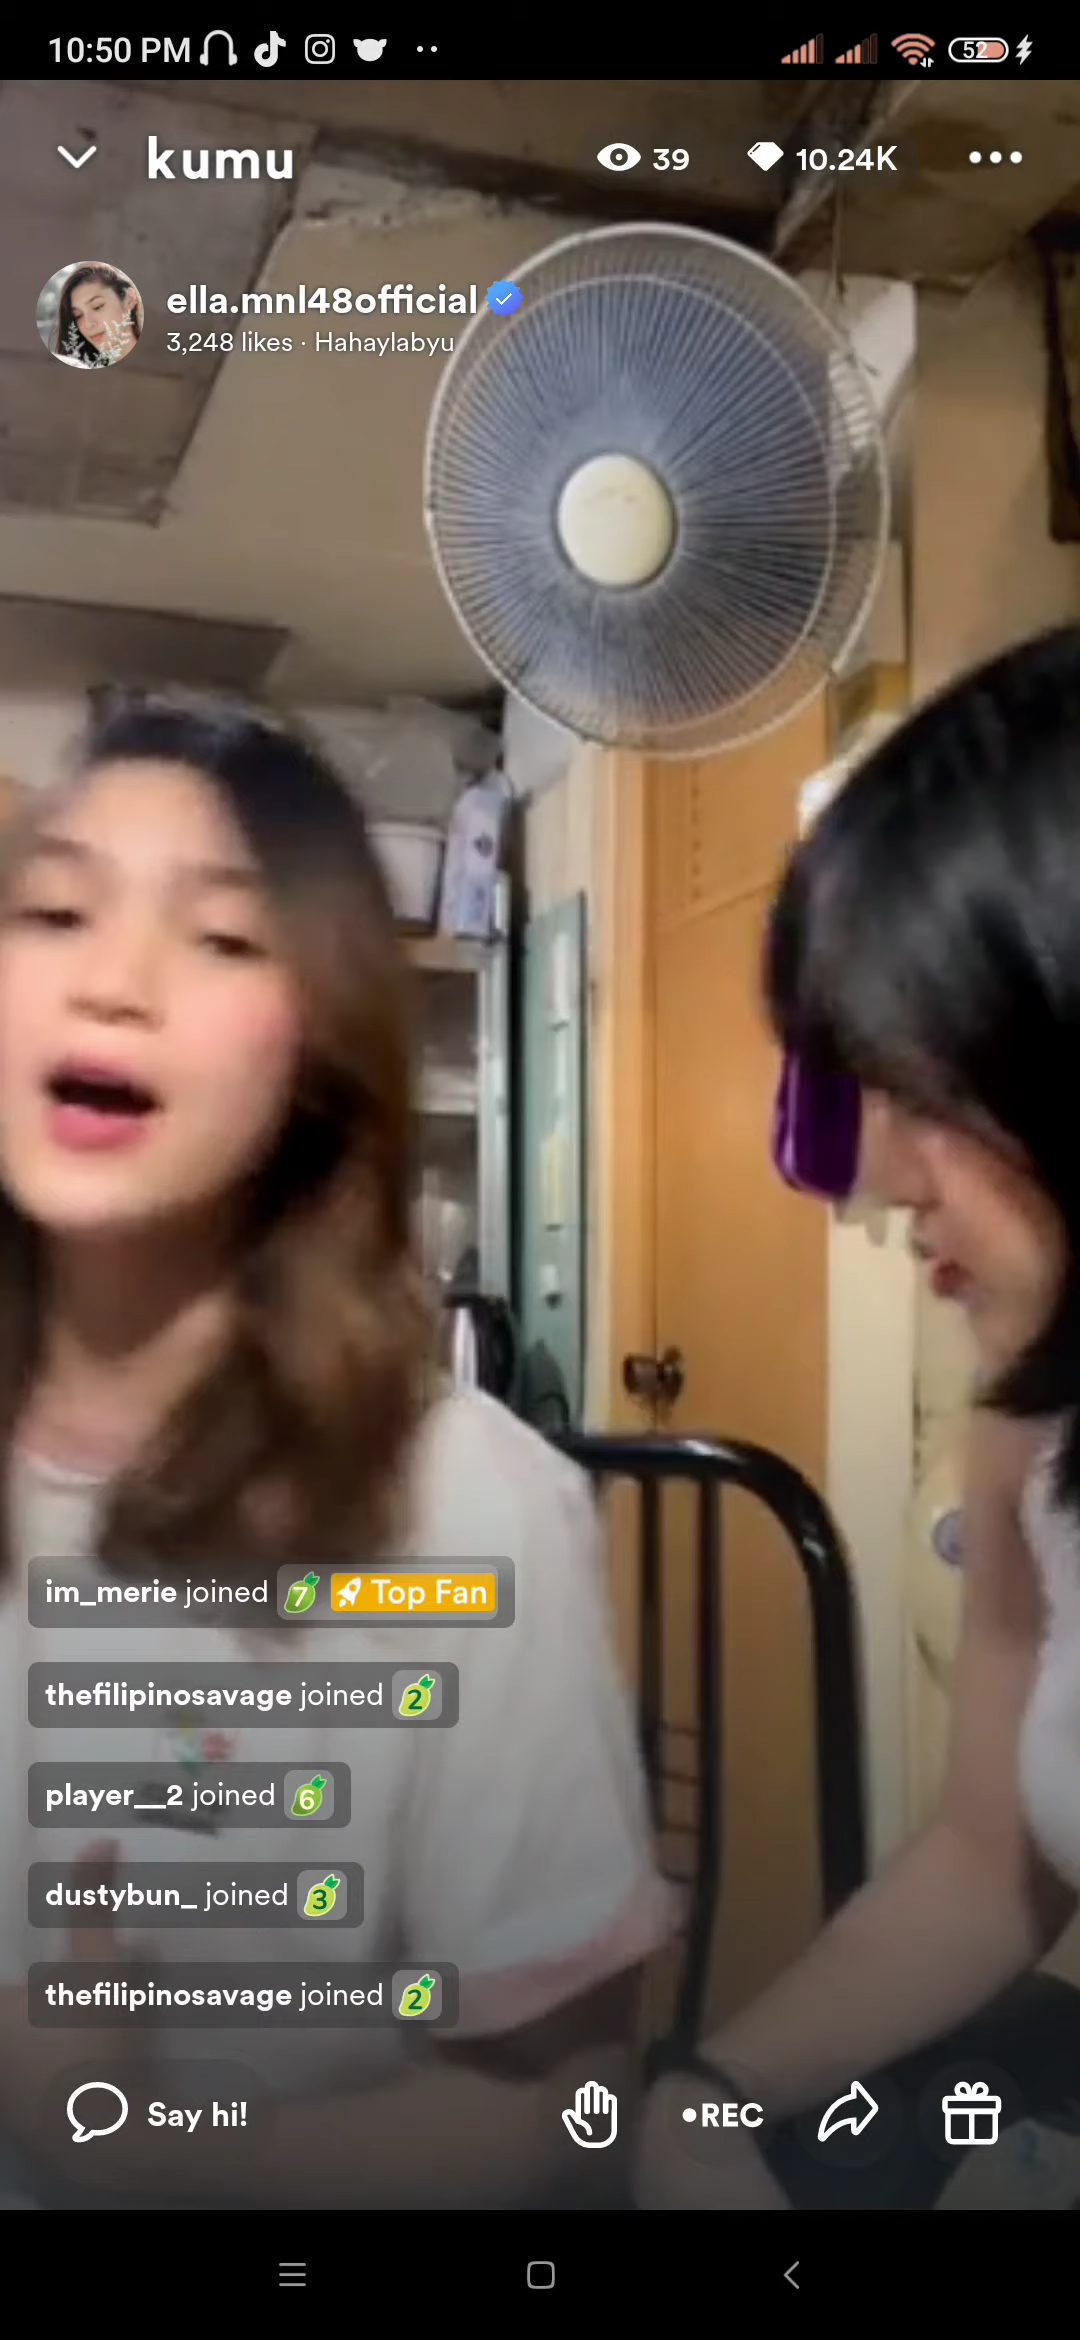 10:50 PM 52
kumu 39 10.24K
ella.mnl48official
3,248 likes · Hahaylabyu
im_merie joined 7 Top Fan
thefilipinosavage joined 2
player__2 joined 6
dustybun_ joined 3
thefilipinosavage joined 2
Say hi! •REC